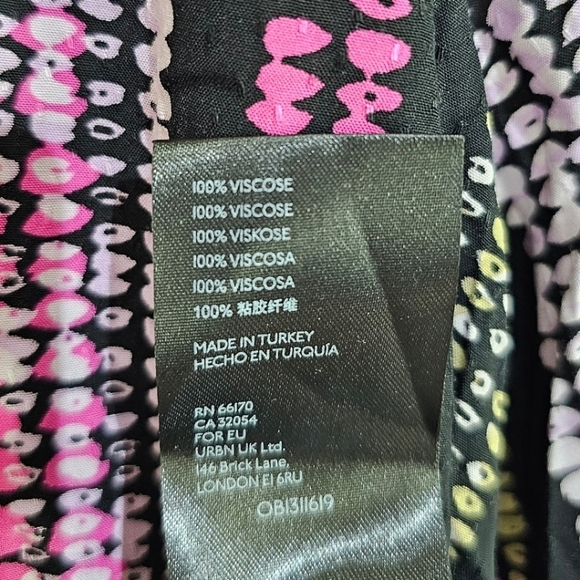 100% VISCOSE
100% VISCOSE
100% VISKOSE
100% VISCOSA
100% VISCOSA
100% 粘胶纤维
MADE IN TURKEY
HECHO EN TURQUÍA
RN 66170
CA 32054
FOR EU
URBN UK Ltd.
146 Brick Lane,
LONDON E1 6RU
OB1311619